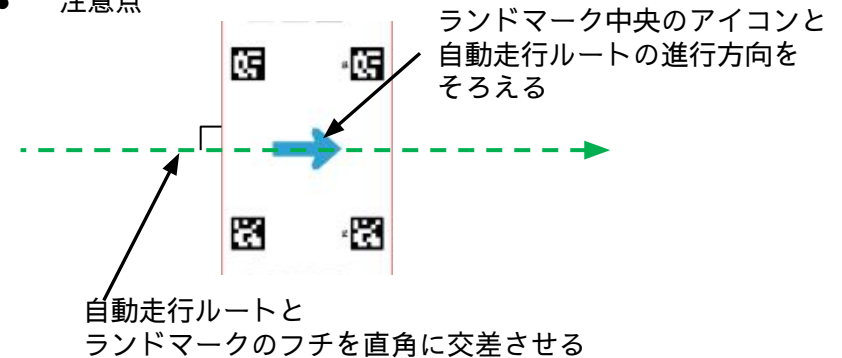 ● 注意点
ランドマーク中央のアイコンと
自動走行ルートの進行方向を
そろえる
自動走行ルートと
ランドマークのフチを直角に交差させる